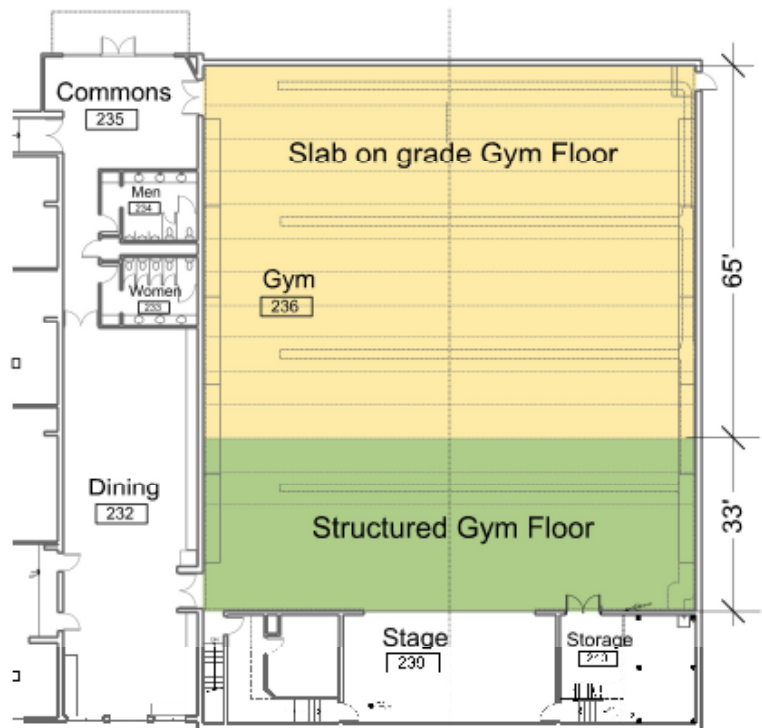 Commons
235
Slab on grade Gym Floor
Men
234
Gym
236
Women
233
65'
Dining
232
Structured Gym Floor
33'
Stage
239
Storage